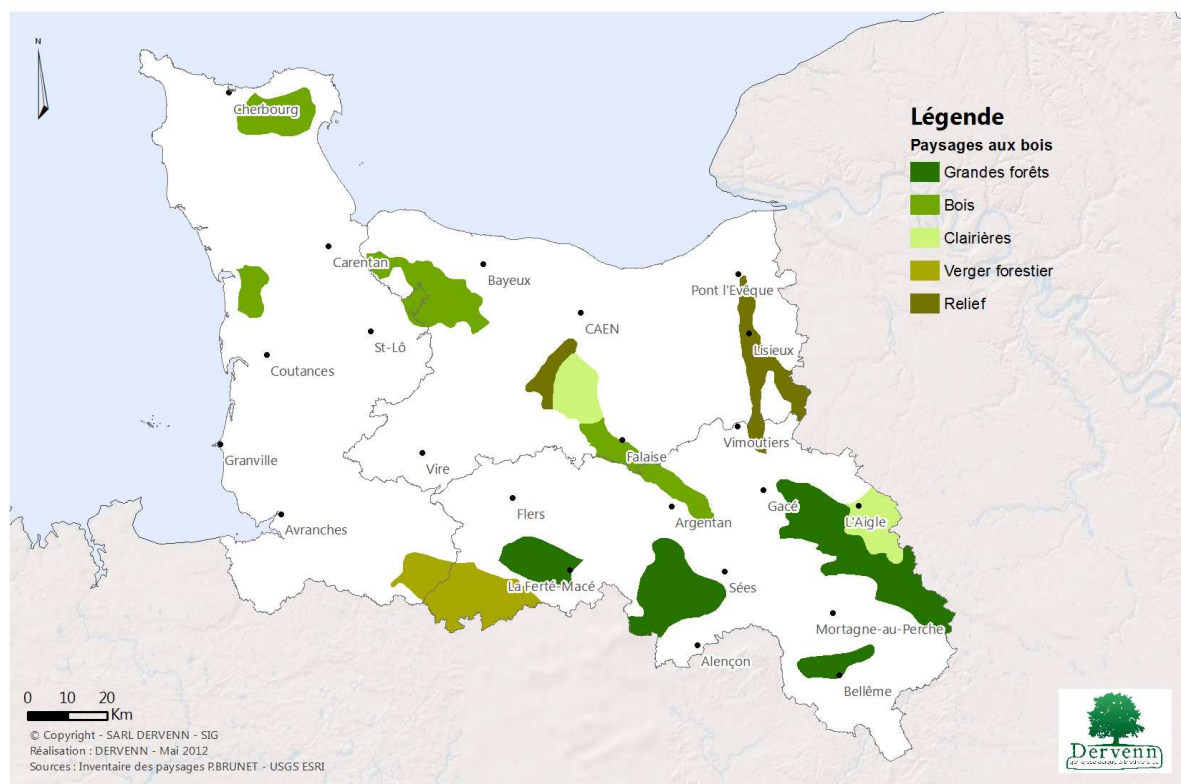 N
Cherbourg
Carentan
Bayeux
Pont l'Evêque
CAEN
St-Lô
Lisieux
Coutances
Granville
Vire
Falaise
Vimoutiers
Flers
Argentan
Gacé
L'Aigle
Avranches
La Ferté-Macé
Sées
Mortagne-au-Perche
Alençon
Bellême
Légende
Paysages aux bois
Grandes forêts
Bois
Clairières
Verger forestier
Relief
0 10 20
Km
© Copyright - SARL DERVENN - SIG
Réalisation : DERVENN - Mai 2012
Sources : Inventaire des paysages P.BRUNET - USGS ESRI
Dervenn